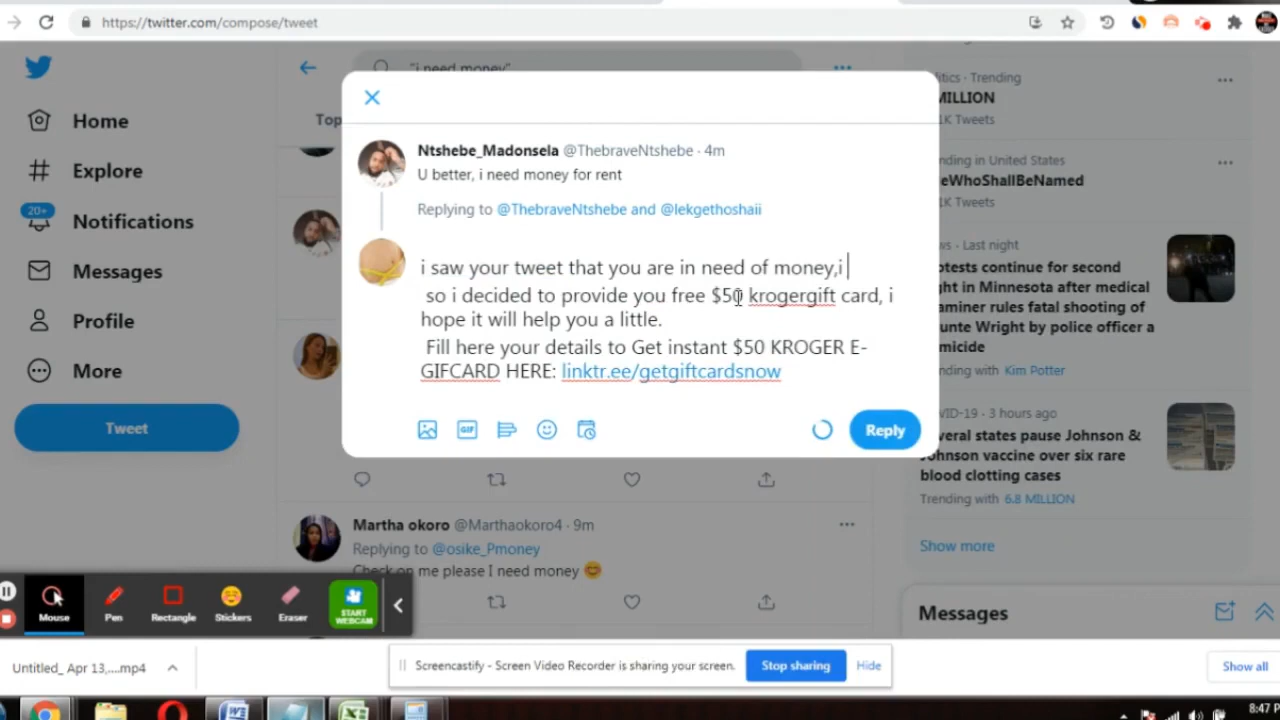 https://twitter.com/compose/tweet
"i need money"
Home
Explore
20+
Notifications
Messages
Profile
More
Tweet
Top
Ntshebe_Madonsela @ThebraveNtshebe · 4m
U better, i need money for rent
Replying to @ThebraveNtshebe and @lekgethoshaii
i saw your tweet that you are in need of money,i
so i decided to provide you free $50 krogergift card, i
hope it will help you a little.
Fill here your details to Get instant $50 KROGER E-
GIFCARD HERE: linktr.ee/getgiftcardsnow
GIF
Reply
Martha okoro @Marthaokoro4 · 9m
Replying to @osike_Pmoney
Check on me please I need money 😊
litics · Trending
MILLION
1K Tweets
nding in United States
eWhoShallBeNamed
1K Tweets
ws · Last night
otests continue for second
ght in Minnesota after medical
aminer rules fatal shooting of
unte Wright by police officer a
micide
nding with Kim Potter
VID-19 · 3 hours ago
veral states pause Johnson &
Johnson vaccine over six rare
blood clotting cases
Trending with 6.8 MILLION
Show more
Messages
Mouse
Pen
Rectangle
Stickers
Eraser
START
WEBCAM
Untitled_ Apr 13,....mp4
Screencastify - Screen Video Recorder is sharing your screen.
Stop sharing
Hide
Show all
8:47 P